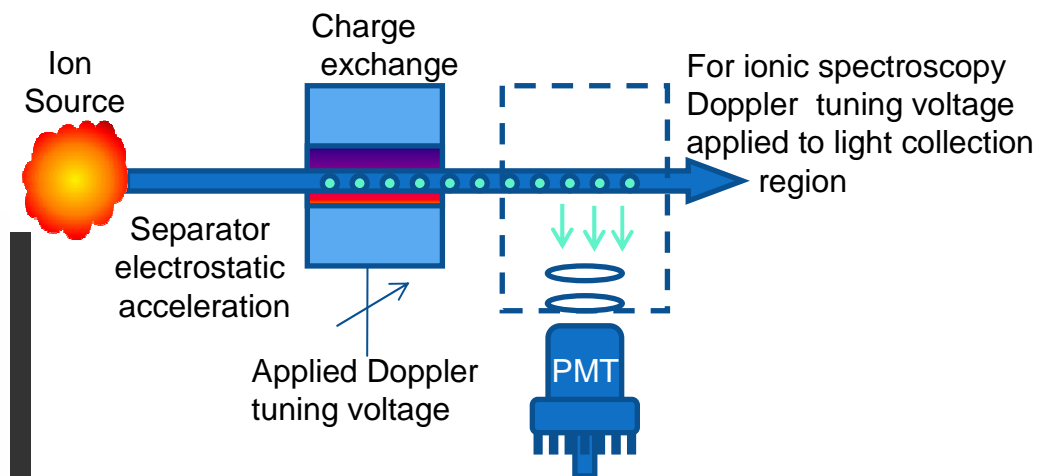 Ion
Source
Charge
exchange
For ionic spectroscopy
Doppler tuning voltage
applied to light collection
region
Separator
electrostatic
acceleration
Applied Doppler
tuning voltage
PMT